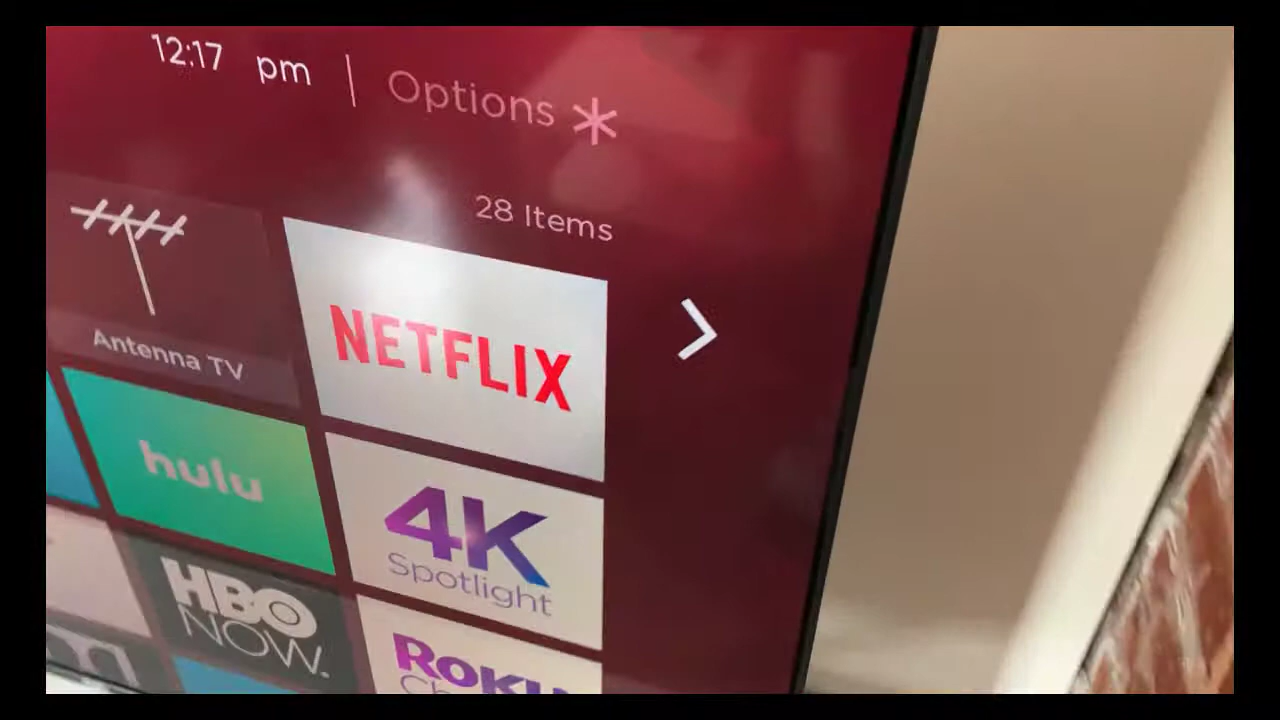 12:17 pm | Options *
28 Items
Antenna TV
NETFLIX
hulu
4K
Spotlight
HBO
NOW.
ROKU